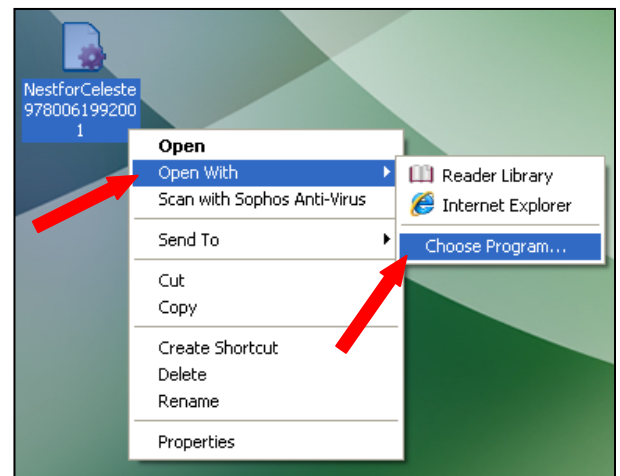 NestforCeleste
978006199200
1
Open
Open With
Scan with Sophos Anti-Virus
Send To
Cut
Copy
Create Shortcut
Delete
Rename
Properties
Reader Library
Internet Explorer
Choose Program...